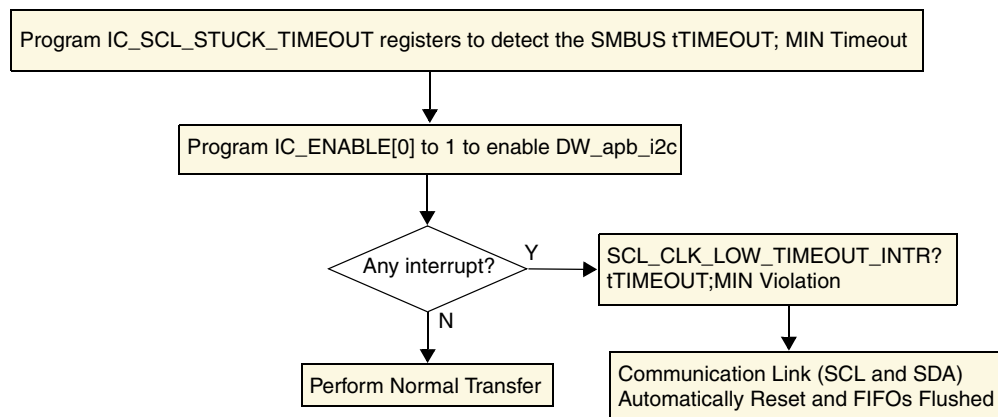 Program IC_SCL_STUCK_TIMEOUT registers to detect the SMBUS tTIMEOUT; MIN Timeout
Program IC_ENABLE[0] to 1 to enable DW_apb_i2c
Any interrupt?
Y
SCL_CLK_LOW_TIMEOUT_INTR?
tTIMEOUT;MIN Violation
N
Perform Normal Transfer
Communication Link (SCL and SDA)
Automatically Reset and FIFOs Flushed